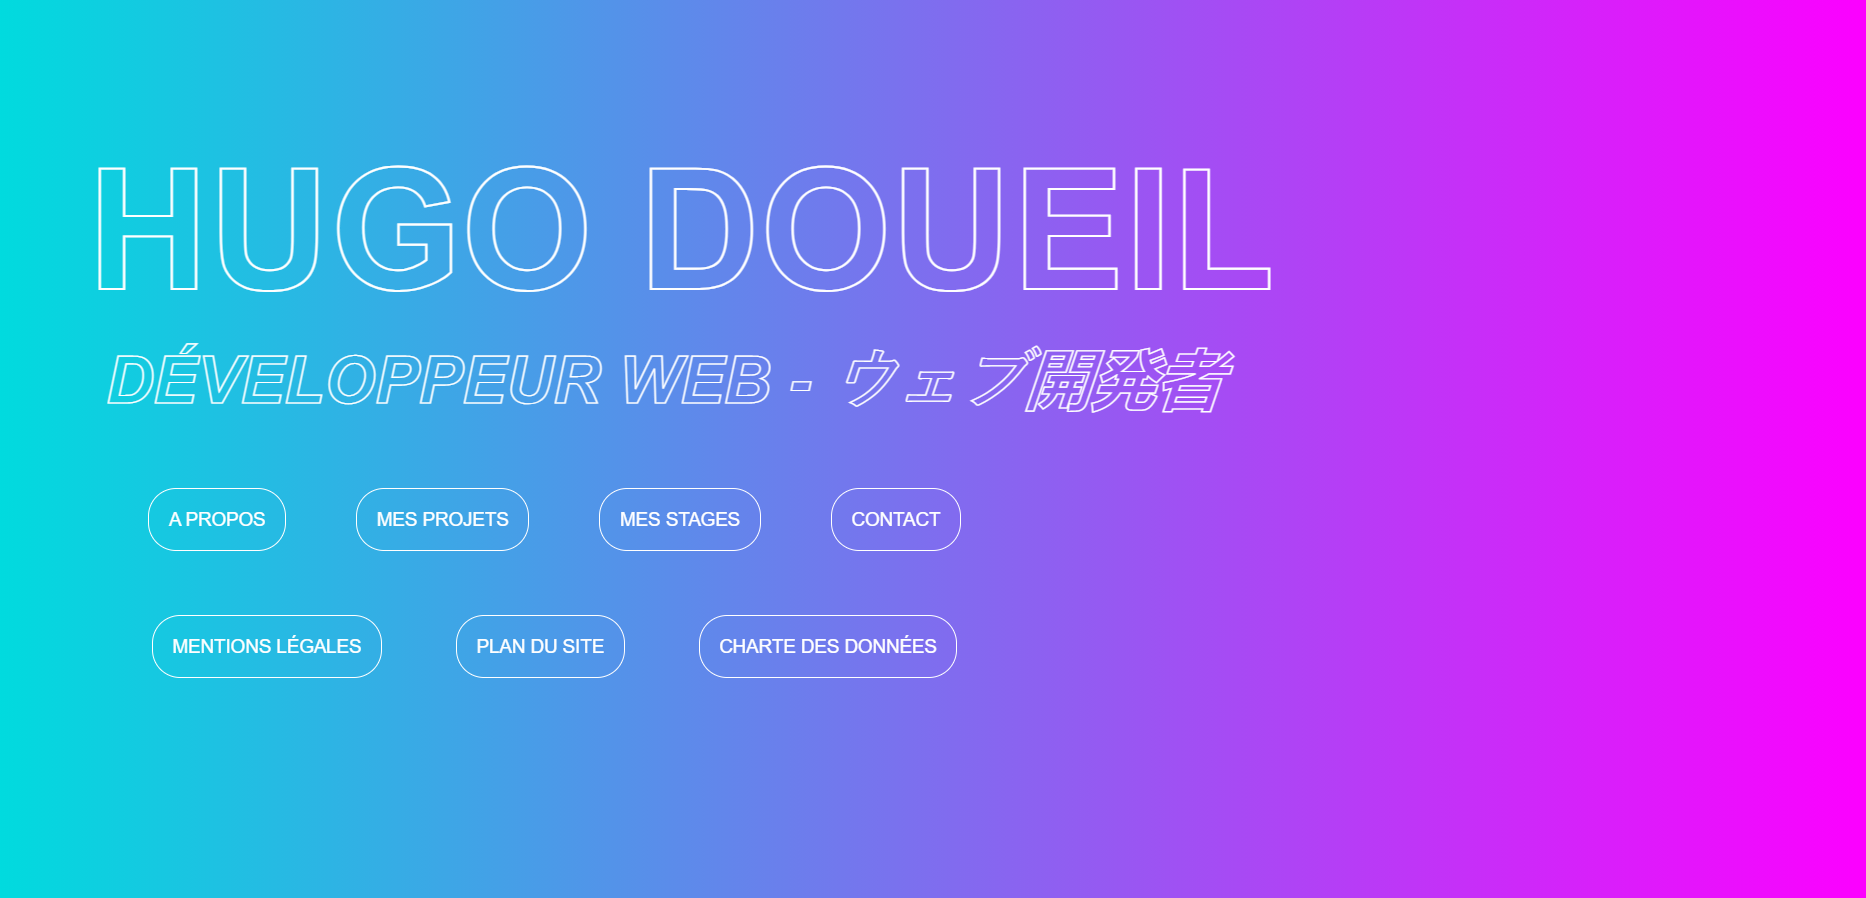 HUGO DOUEIL
DÉVELOPPEUR WEB - ウェブ開発者
A PROPOS MES PROJETS MES STAGES CONTACT
MENTIONS LÉGALES PLAN DU SITE CHARTE DES DONNÉES